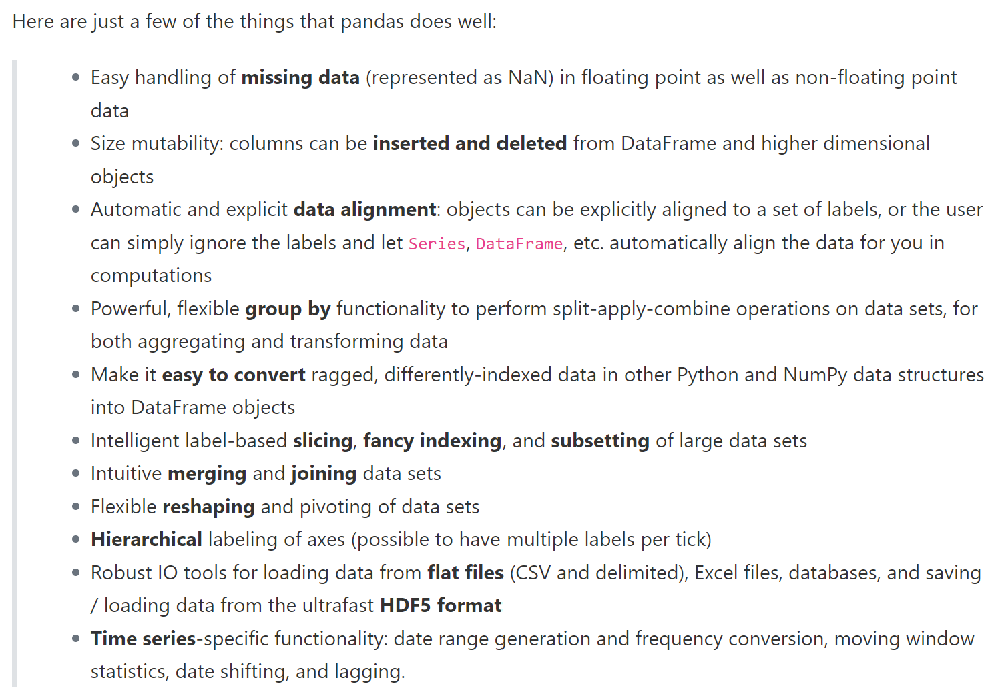 Here are just a few of the things that pandas does well:
Easy handling of missing data (represented as NaN) in floating point as well as non-floating point
data
Size mutability: columns can be inserted and deleted from DataFrame and higher dimensional
objects
Automatic and explicit data alignment: objects can be explicitly aligned to a set of labels, or the user
can simply ignore the labels and let Series, DataFrame, etc. automatically align the data for you in
computations
Powerful, flexible group by functionality to perform split-apply-combine operations on data sets, for
both aggregating and transforming data
Make it easy to convert ragged, differently-indexed data in other Python and NumPy data structures
into DataFrame objects
Intelligent label-based slicing, fancy indexing, and subsetting of large data sets
Intuitive merging and joining data sets
Flexible reshaping and pivoting of data sets
Hierarchical labeling of axes (possible to have multiple labels per tick)
Robust IO tools for loading data from flat files (CSV and delimited), Excel files, databases, and saving
/ loading data from the ultrafast HDF5 format
Time series-specific functionality: date range generation and frequency conversion, moving window
statistics, date shifting, and lagging.